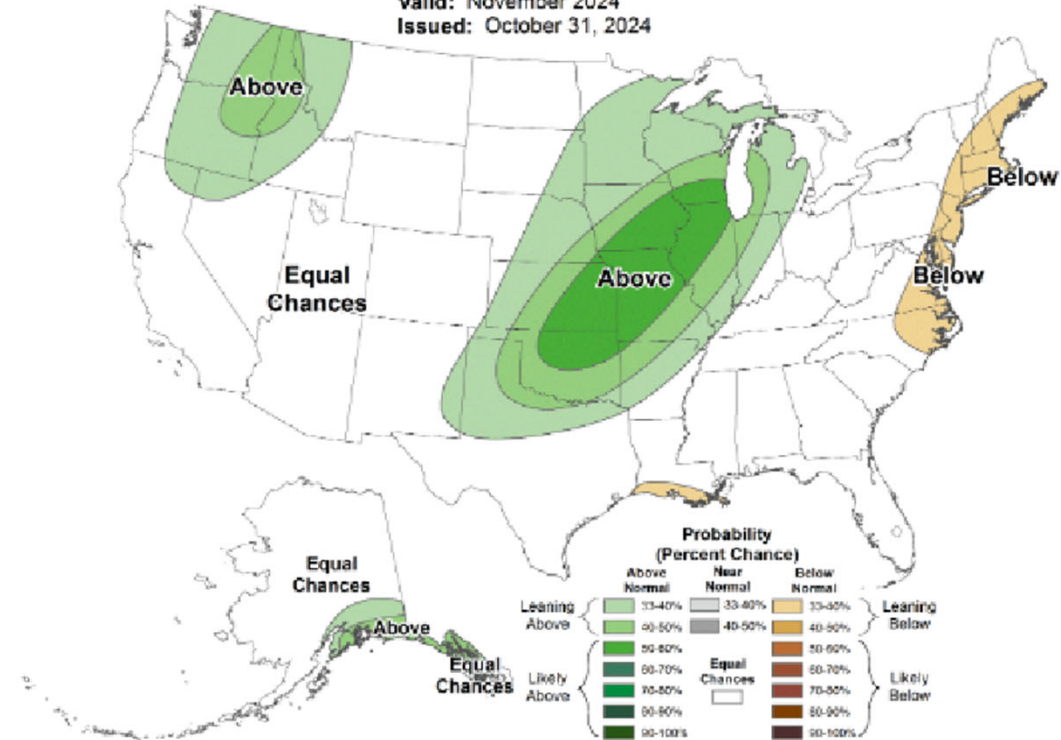 Valid: November 2024
Issued: October 31, 2024
Above
Below
Equal
Chances
Above
Below
Equal
Chances
Above
Equal
Chances
Probability
(Percent Chance)
Above
Normal
Near
Normal
Below
Normal
Leaning
Above
33-40%
33-40%
33-40%
Leaning
Below
40-50%
40-50%
40-50%
Likely
Above
50-60%
50-60%
60-70%
Equal
Chances
60-70%
Likely
Below
70-80%
70-80%
80-90%
80-90%
90-100%
90-100%